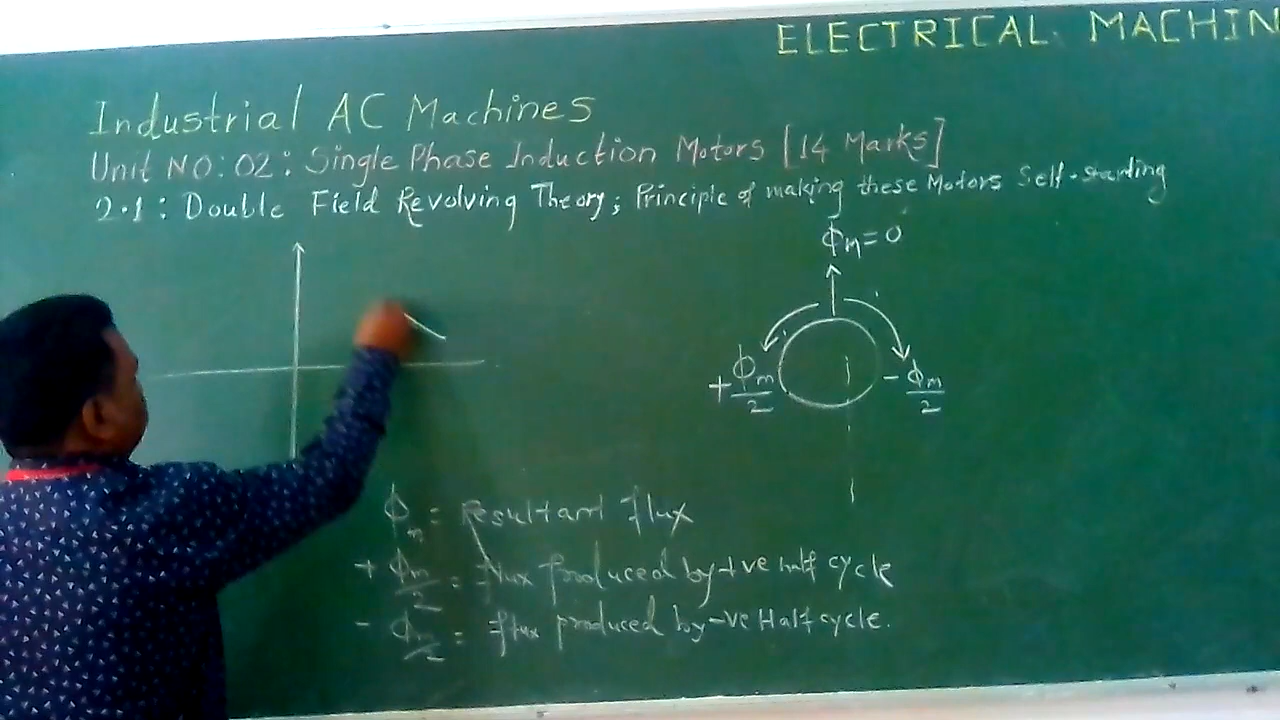 ELECTRICAL MACHIN
Industrial AC Machines
Unit NO: 02: Single Phase Induction Motors [14 Marks]
2.1: Double Field Revolving Theory; Principle of making these Motors Self-starting
ϕm=0
+ϕm/2
-ϕm/2
ϕm = Resultant flux
+ϕm/2 = flux produced by +ve half cycle
-ϕm/2 = flux produced by -ve Half cycle.